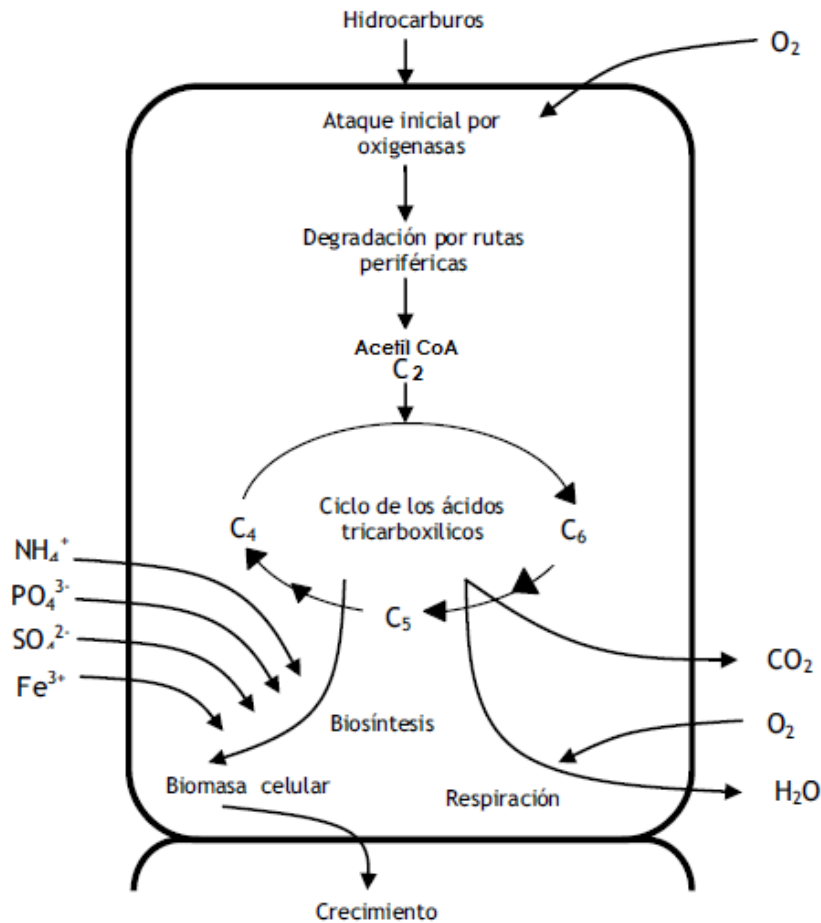 Hidrocarburos
O₂
Ataque inicial por
oxigenasas
Degradación por rutas
periféricas
Acetil CoA
C₂
Ciclo de los ácidos
tricarboxilicos
C₄
C₆
C₅
NH₄⁺
PO₄³⁻
SO₄²⁻
Fe³⁺
CO₂
O₂
H₂O
Biosíntesis
Biomasa celular
Respiración
Crecimiento